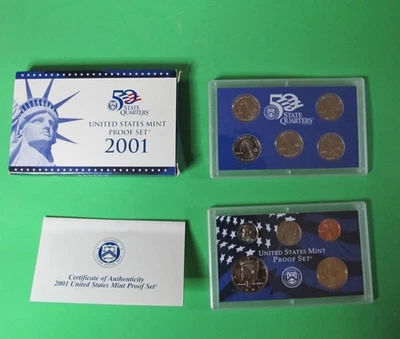 50
STATE
QUARTERS®
UNITED STATES MINT
PROOF SET®
2001
50
STATE
QUARTERS®
Certificate of Authenticity
2001 United States Mint Proof Set®
UNITED STATES MINT
PROOF SET®